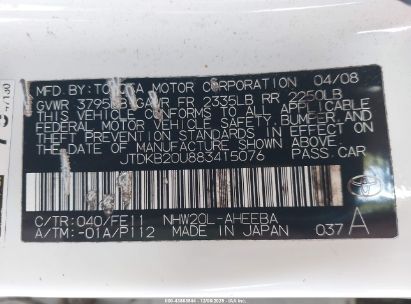 MFD. BY: TOYOTA MOTOR CORPORATION 04/08
GVWR 3795LB GAWR FR 2335LB RR 2250LB
THIS VEHICLE CONFORMS TO ALL APPLICABLE
FEDERAL MOTOR VEHICLE SAFETY, BUMPER, AND
THEFT PREVENTION STANDARDS IN EFFECT ON
THE DATE OF MANUFACTURE SHOWN ABOVE.
JTDKB20U883415076 PASS.CAR
C/TR:040/FE11 NHW20L-AHEEBA
A/TM:-01A/P112 MADE IN JAPAN 037 A